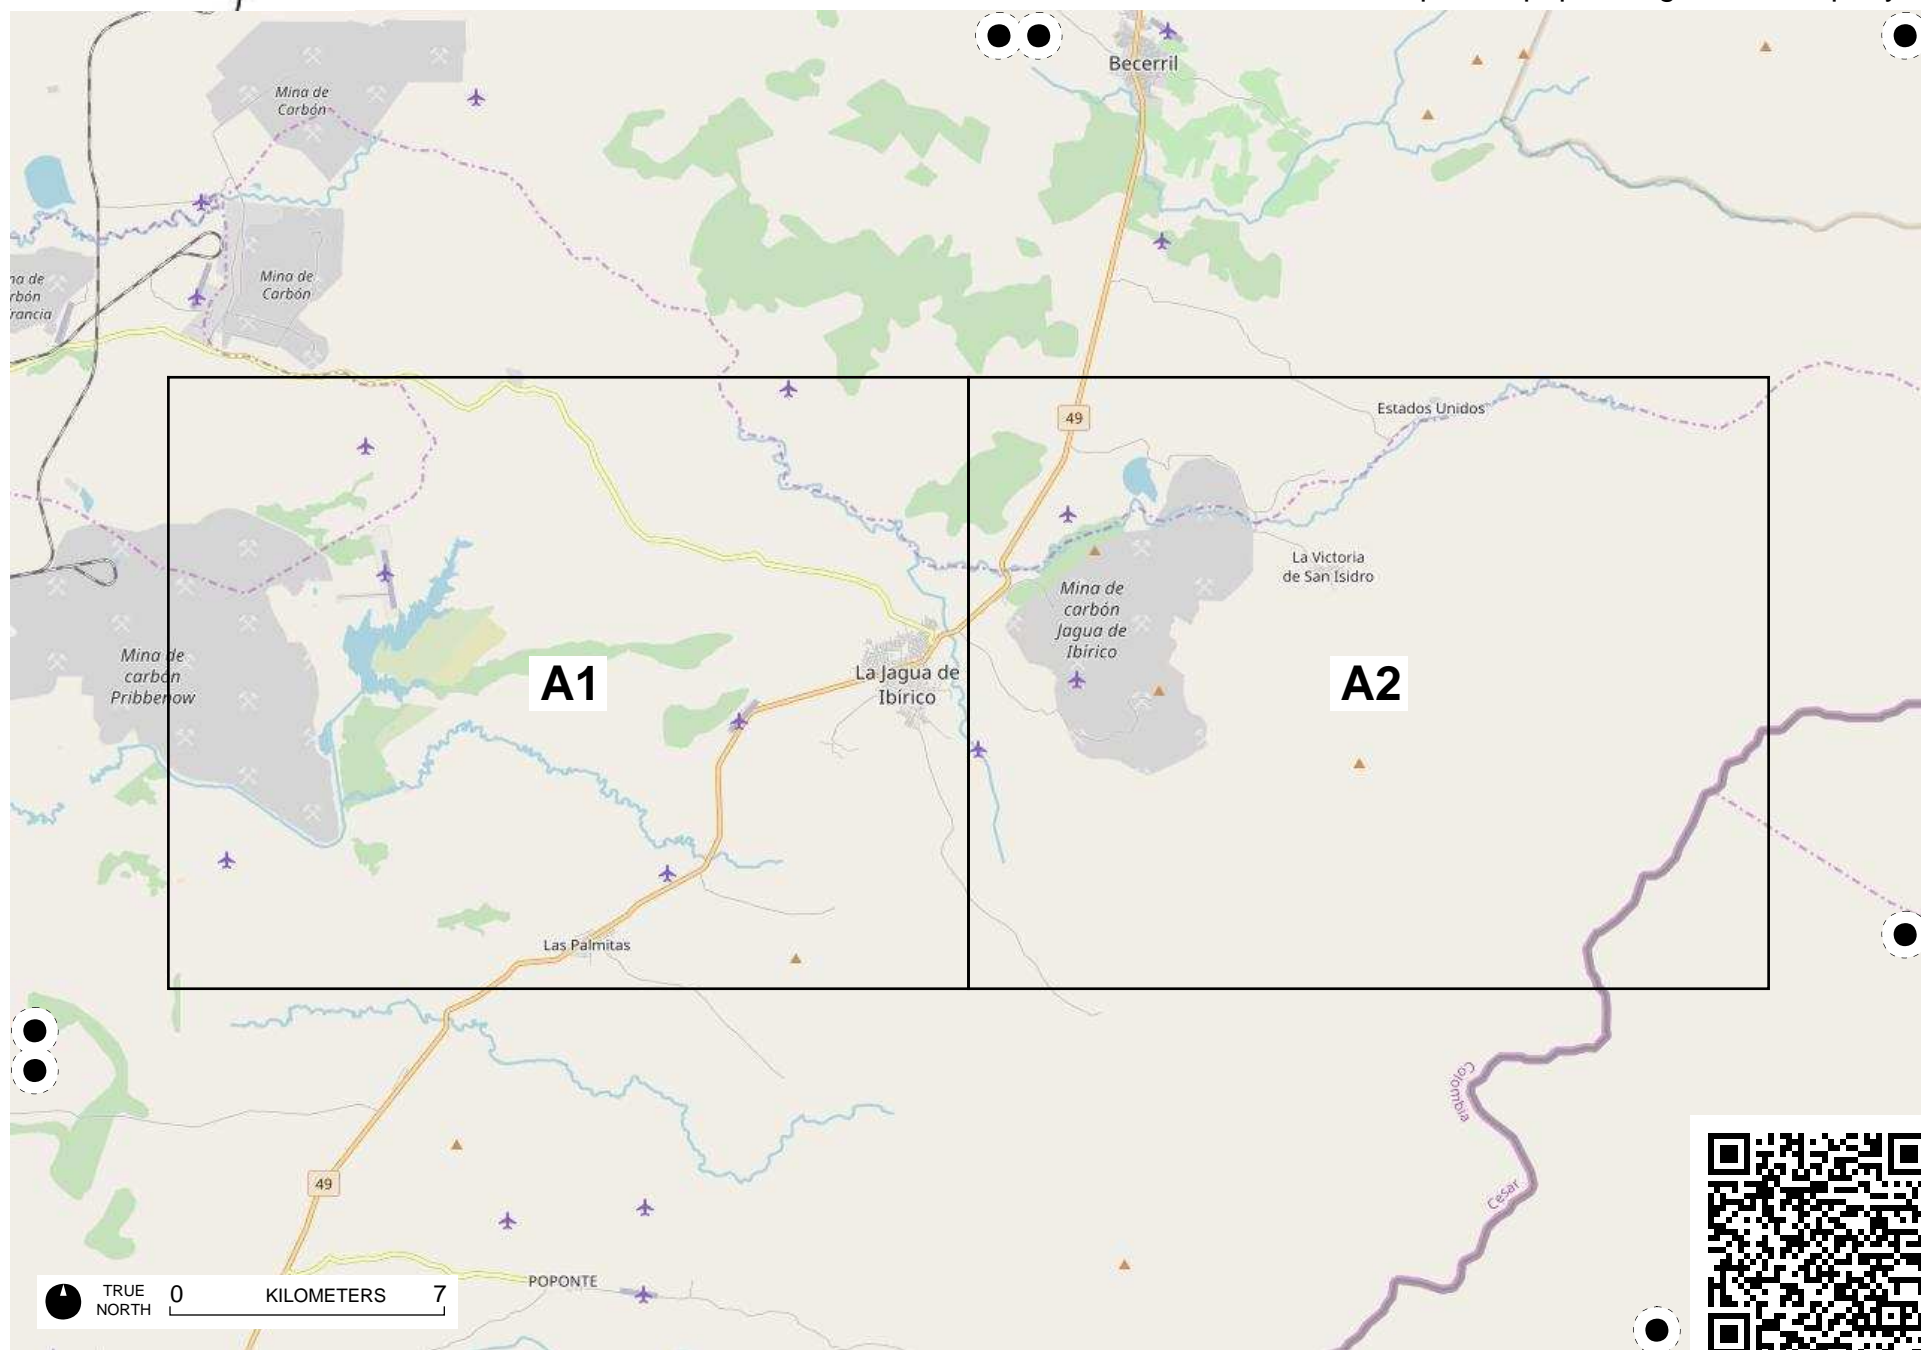 Becerril
Mina de
Carbón
Mina de
Carbón
49
Estados Unidos
La Victoria
de San Isidro
Mina de
carbón
Jagua de
Ibírico
Mina de
carbón
Pribbenow
A1
La Jagua de
Ibírico
A2
Las Palmitas
Colombia
Cesar
49
POPONTE
TRUE
NORTH
0 KILOMETERS 7